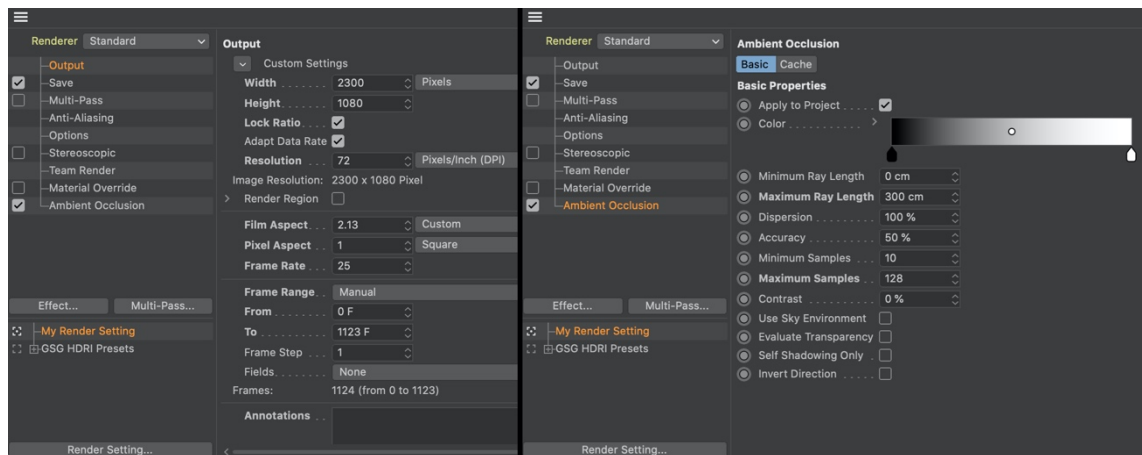 Renderer Standard
Output
Save
Multi-Pass
Anti-Aliasing
Options
Stereoscopic
Team Render
Material Override
Ambient Occlusion
Effect... Multi-Pass...
My Render Setting
GSG HDRI Presets
Render Setting...
Output
Custom Settings
Width . . . . . . . 2300 Pixels
Height. . . . . . . 1080
Lock Ratio. . . .
Adapt Data Rate
Resolution . . . 72 Pixels/Inch (DPI)
Image Resolution: 2300 x 1080 Pixel
Render Region
Film Aspect. . . 2.13 Custom
Pixel Aspect . . 1 Square
Frame Rate . . . 25
Frame Range. . Manual
From . . . . . . . . 0 F
To . . . . . . . . . . 1123 F
Frame Step . . . 1
Fields. . . . . . . . None
Frames: 1124 (from 0 to 1123)
Annotations . .
Renderer Standard
Output
Save
Multi-Pass
Anti-Aliasing
Options
Stereoscopic
Team Render
Material Override
Ambient Occlusion
Effect... Multi-Pass...
My Render Setting
GSG HDRI Presets
Render Setting...
Ambient Occlusion
Basic Cache
Basic Properties
Apply to Project . . . . .
Color . . . . . . . . . . .
Minimum Ray Length 0 cm
Maximum Ray Length 300 cm
Dispersion . . . . . . . . 100 %
Accuracy . . . . . . . . . 50 %
Minimum Samples . . . 10
Maximum Samples . . 128
Contrast . . . . . . . . . . 0 %
Use Sky Environment
Evaluate Transparency
Self Shadowing Only .
Invert Direction . . . . .